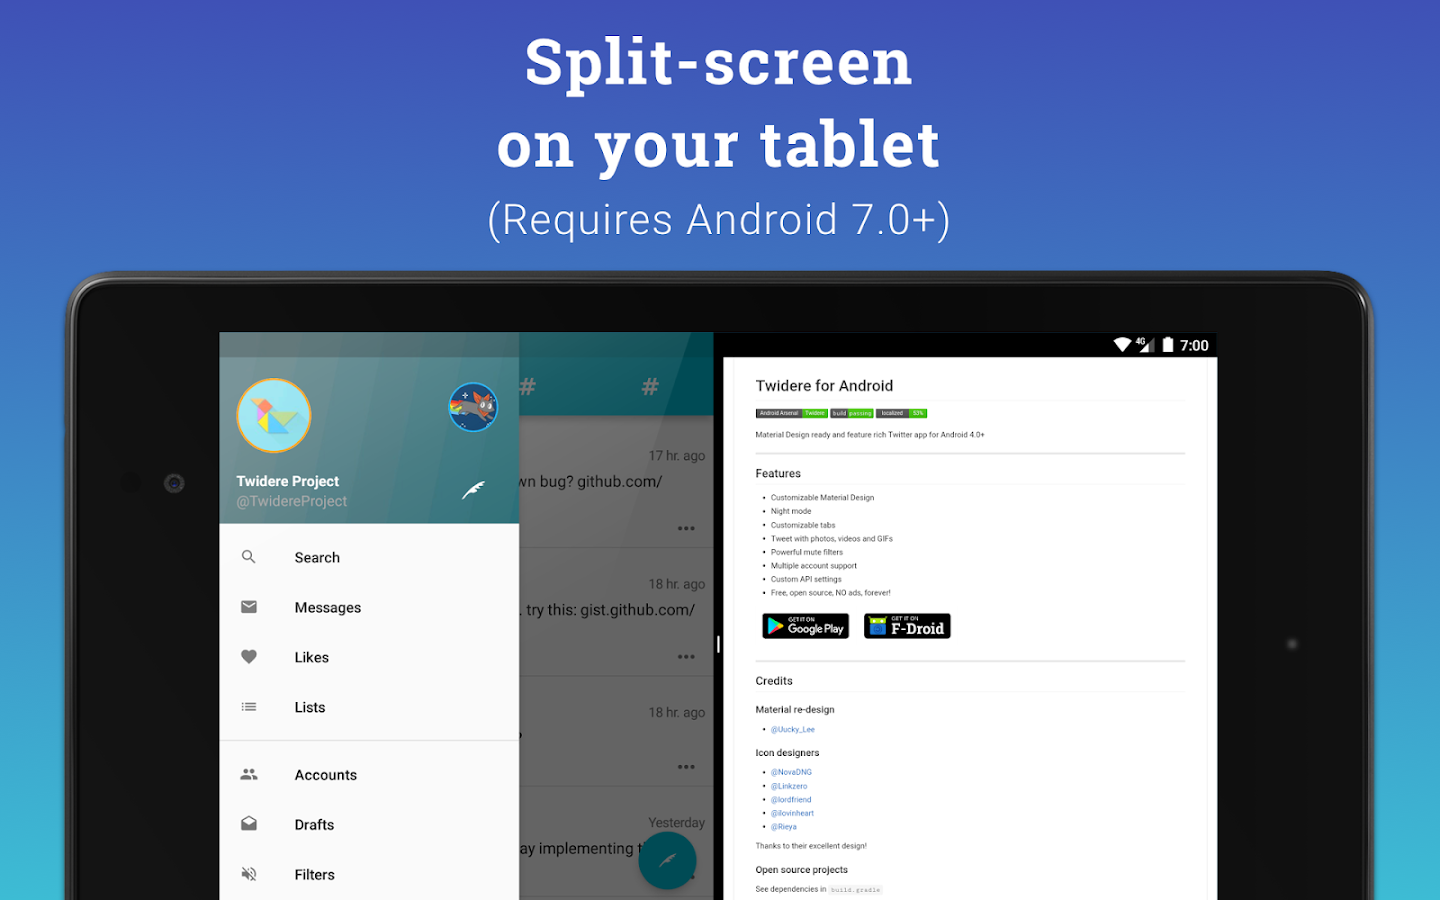 Split-screen
on your tablet
(Requires Android 7.0+)
Twidere Project
@TwidereProject
Search
Messages
Likes
Lists
Accounts
Drafts
Filters
#
#
17 hr. ago
wn bug? github.com/
18 hr. ago
. try this: gist.github.com/
18 hr. ago
?
Yesterday
ay implementing t
4G
7:00
Twidere for Android
Android Arsenal Twidere build passing localized 53%
Material Design ready and feature rich Twitter app for Android 4.0+
Features
• Customizable Material Design
• Night mode
• Customizable tabs
• Tweet with photos, videos and GIFs
• Powerful mute filters
• Multiple account support
• Custom API settings
• Free, open source, NO ads, forever!
GET IT ON
Google Play
GET IT ON
F-Droid
Credits
Material re-design
• @Uucky_Lee
Icon designers
• @NovaDNG
• @Linkzero
• @lordfriend
• @ilovinheart
• @Rieya
Thanks to their excellent design!
Open source projects
See dependencies in build.gradle